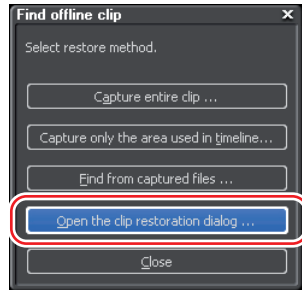 Find offline clip x
Select restore method.
Capture entire clip ...
Capture only the area used in timeline...
Find from captured files ...
Open the clip restoration dialog ...
Close